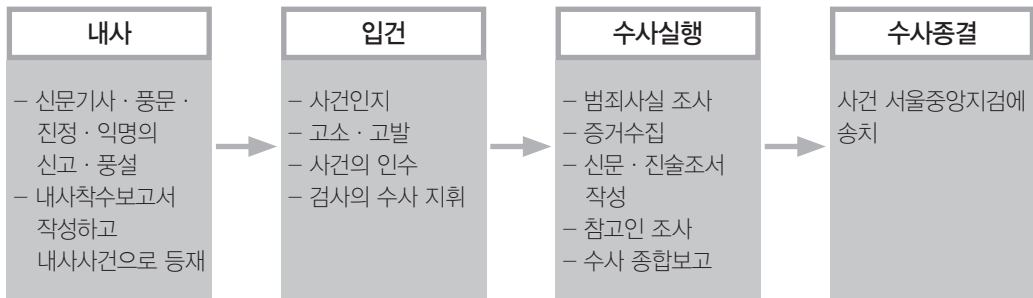 내사
– 신문기사 · 풍문 ·
진정 · 익명의
신고 · 풍설
– 내사착수보고서
작성하고
내사사건으로 등재
입건
– 사건인지
– 고소 · 고발
– 사건의 인수
– 검사의 수사 지휘
수사실행
– 범죄사실 조사
– 증거수집
– 신문 · 진술조서
작성
– 참고인 조사
– 수사 종합보고
수사종결
사건 서울중앙지검에
송치